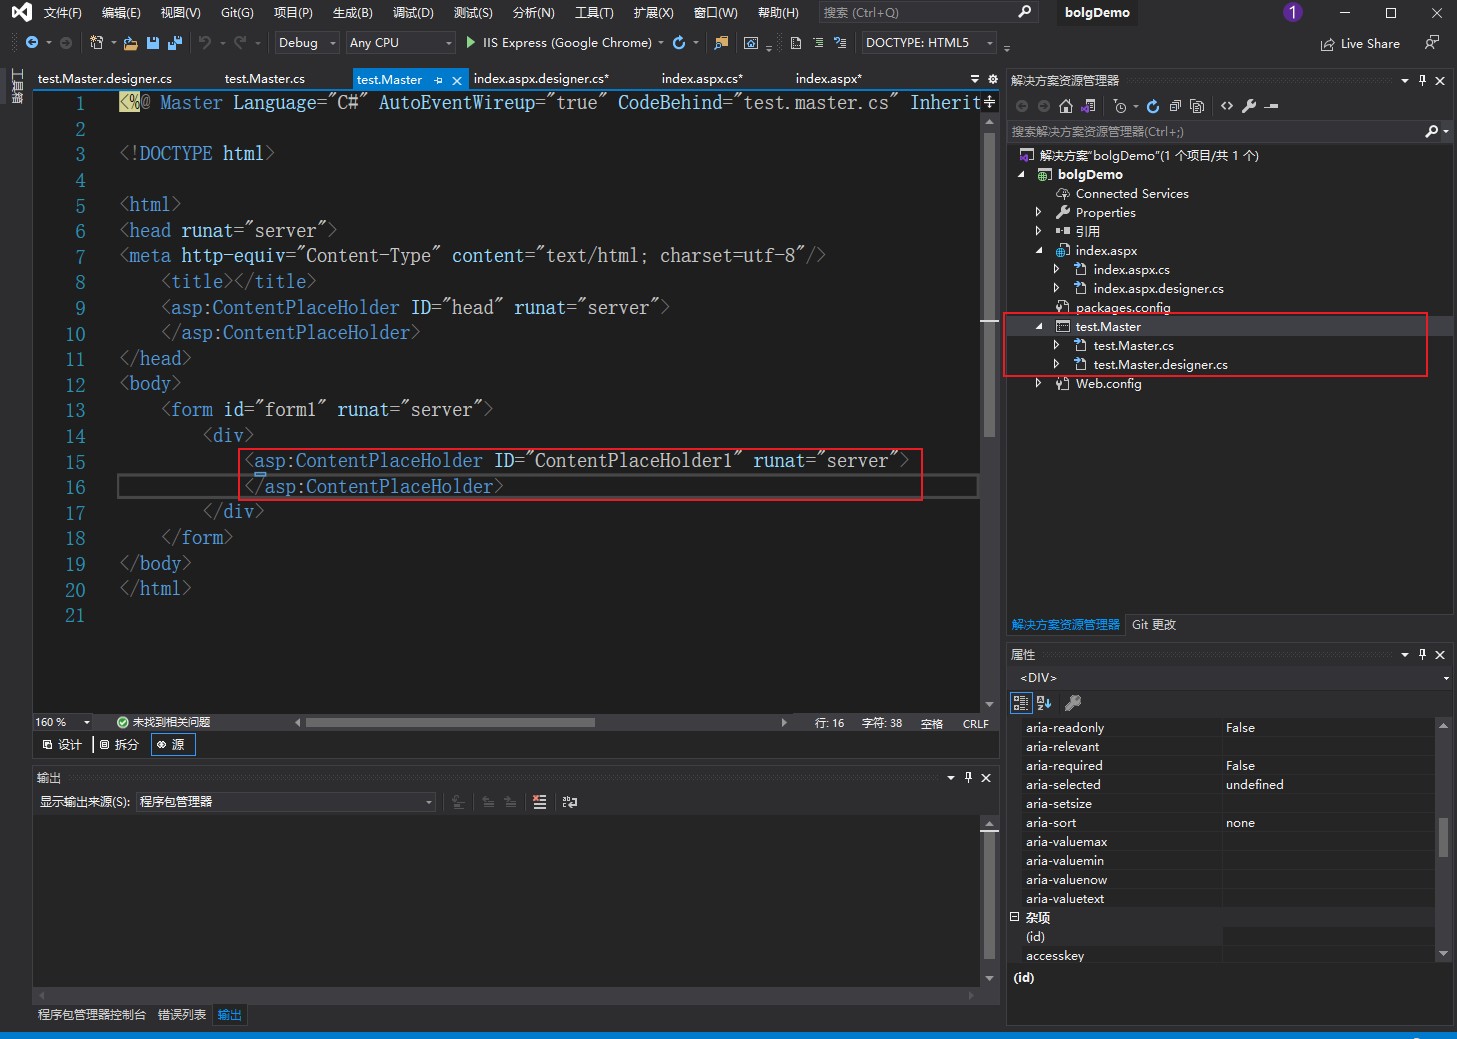 文件(F) 编辑(E) 视图(V) Git(G) 项目(P) 生成(B) 调试(D) 测试(S) 分析(N) 工具(T) 扩展(X) 窗口(W) 帮助(H) 搜索 (Ctrl+Q) bolgDemo 1
Debug Any CPU IIS Express (Google Chrome) DOCTYPE: HTML5 Live Share
工具箱
test.Master.designer.cs test.Master.cs test.Master index.aspx.designer.cs* index.aspx.cs* index.aspx*
1 <%@ Master Language="C#" AutoEventWireup="true" CodeBehind="test.master.cs" Inherit
2
3 <!DOCTYPE html>
4
5 <html>
6 <head runat="server">
7 <meta http-equiv="Content-Type" content="text/html; charset=utf-8"/>
8 <title></title>
9 <asp:ContentPlaceHolder ID="head" runat="server">
10 </asp:ContentPlaceHolder>
11 </head>
12 <body>
13 <form id="form1" runat="server">
14 <div>
15 <asp:ContentPlaceHolder ID="ContentPlaceHolder1" runat="server">
16 </asp:ContentPlaceHolder>
17 </div>
18 </form>
19 </body>
20 </html>
21
160 % 未找到相关问题 行: 16 字符: 38 空格 CRLF
设计 拆分 源
输出
显示输出来源(S): 程序包管理器
程序包管理器控制台 错误列表 输出
解决方案资源管理器
搜索解决方案资源管理器(Ctrl+;)
解决方案"bolgDemo"(1 个项目/共 1 个)
bolgDemo
Connected Services
Properties
引用
index.aspx
index.aspx.cs
index.aspx.designer.cs
packages.config
test.Master
test.Master.cs
test.Master.designer.cs
Web.config
解决方案资源管理器 Git 更改
属性
<DIV>
aria-readonly False
aria-relevant
aria-required False
aria-selected undefined
aria-setsize
aria-sort none
aria-valuemax
aria-valuemin
aria-valuenow
aria-valuetext
杂项
(id)
accesskey
(id)